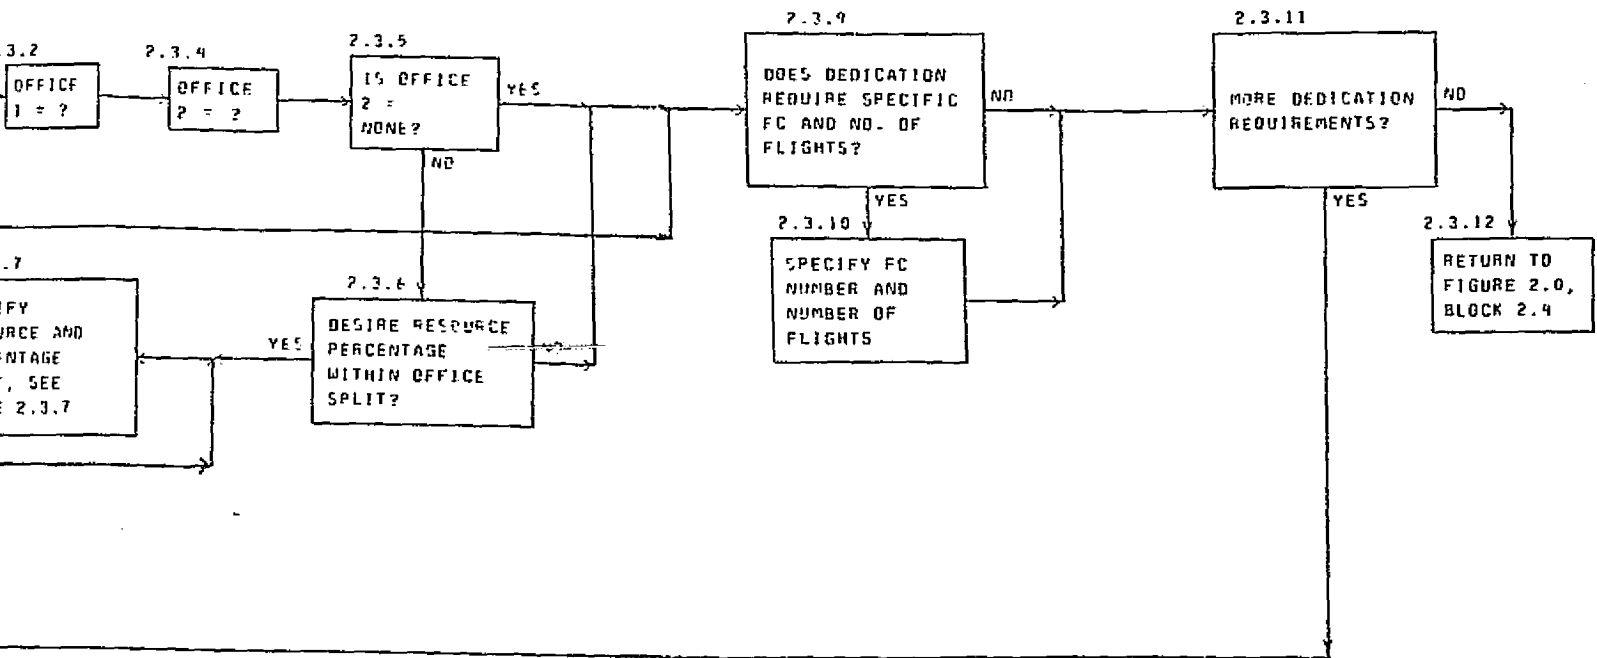 .3.2
OFFICE
1 = ?
2.3.4
OFFICE
2 = ?
2.3.5
IS OFFICE
2 =
NONE?
YES
NO
2.3.9
DOES DEDICATION
REQUIRE SPECIFIC
FC AND NO. OF
FLIGHTS?
NO
YES
2.3.10
SPECIFY FC
NUMBER AND
NUMBER OF
FLIGHTS
2.3.11
MORE DEDICATION
REQUIREMENTS?
NO
YES
2.3.12
RETURN TO
FIGURE 2.0,
BLOCK 2.4
.7
IFY
URCE AND
ENTAGE
, SEE
E 2.3.7
YES
2.3.6
DESIRE RESOURCE
PERCENTAGE
WITHIN OFFICE
SPLIT?